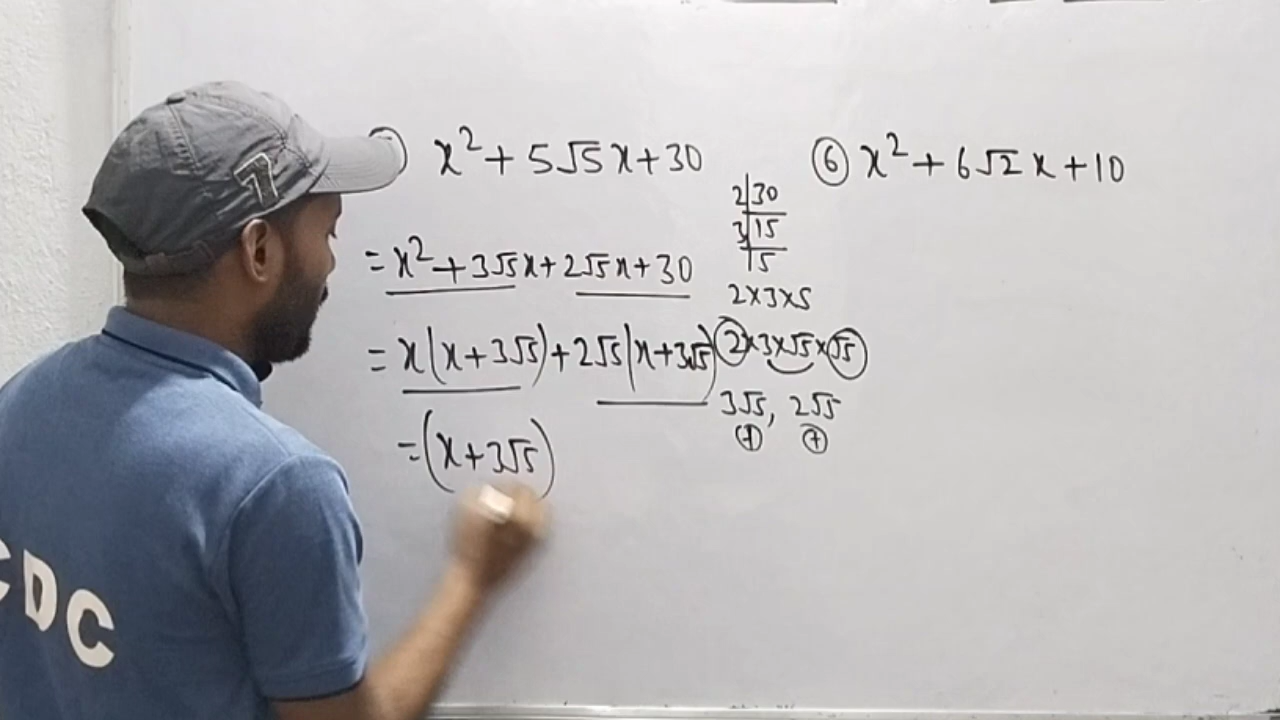 x² + 5√5x + 30
= x² + 3√5x + 2√5x + 30
= x(x + 3√5) + 2√5(x + 3√5)
= (x + 3√5)
2|30
3|15
5
2×3×5
2×3×√5×√5
3√5, 2√5
+ +
⑥ x² + 6√2x + 10
7
CDC